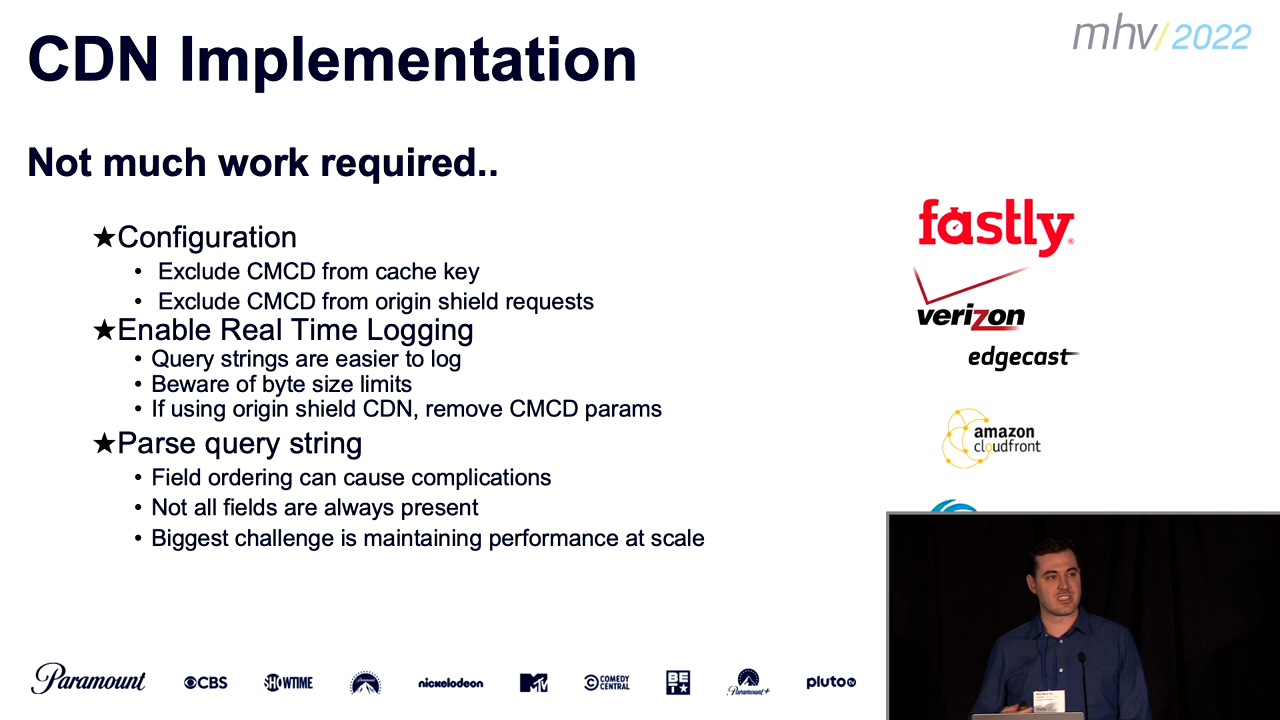 CDN Implementation
mhv/2022
Not much work required..
★Configuration
• Exclude CMCD from cache key
• Exclude CMCD from origin shield requests
★Enable Real Time Logging
• Query strings are easier to log
• Beware of byte size limits
• If using origin shield CDN, remove CMCD params
★Parse query string
• Field ordering can cause complications
• Not all fields are always present
• Biggest challenge is maintaining performance at scale
fastly®
verizon
edgecast
amazon
cloudfront
Paramount
CBS
SHOWTIME
nickelodeon
MTV
COMEDY
CENTRAL
BET★
Paramount+
pluto tv